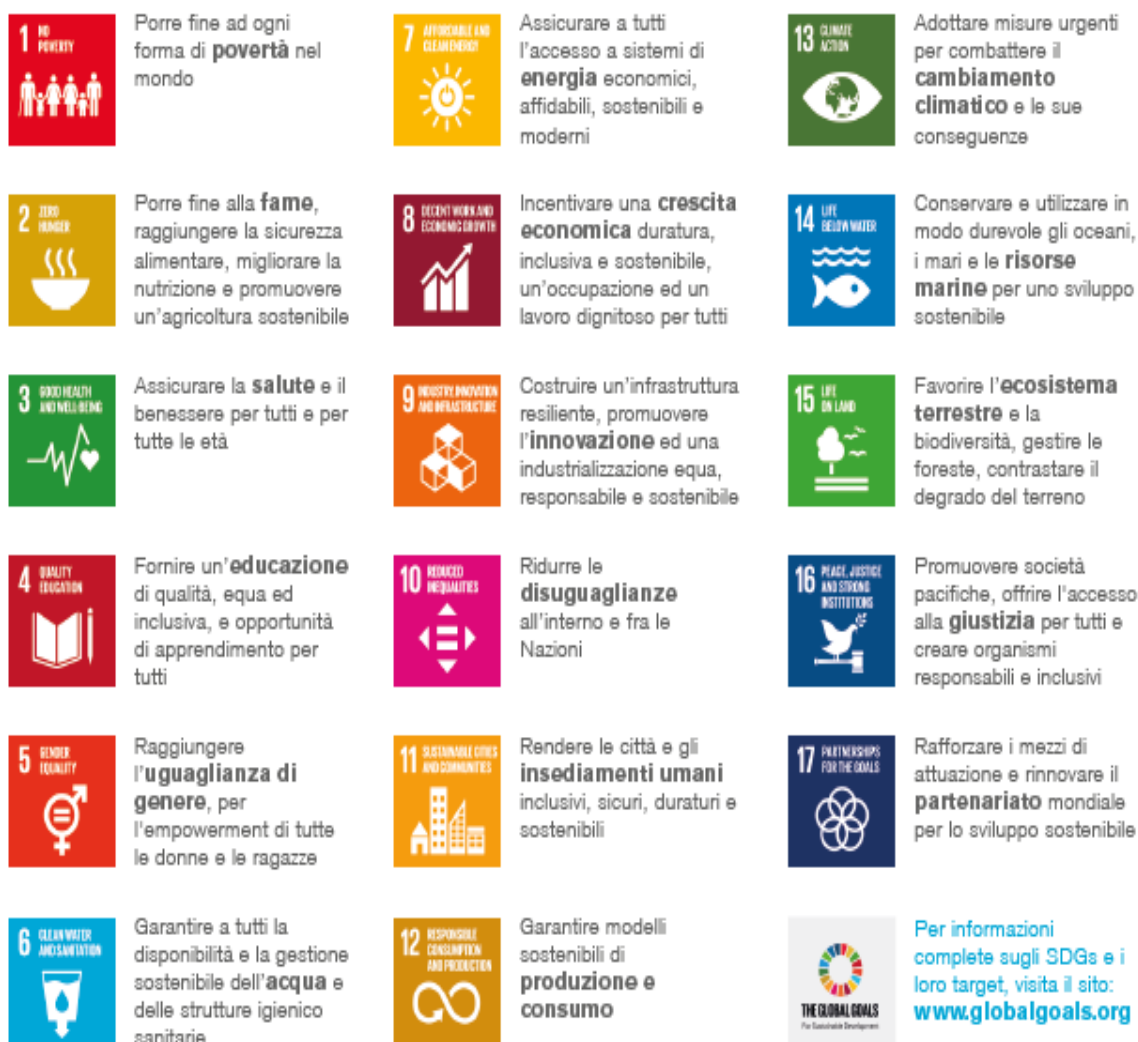 1 NO
POVERTY
Porre fine ad ogni
forma di povertà nel
mondo
2 ZERO
HUNGER
Porre fine alla fame,
raggiungere la sicurezza
alimentare, migliorare la
nutrizione e promuovere
un'agricoltura sostenibile
3 GOOD HEALTH
AND WELL-BEING
Assicurare la salute e il
benessere per tutti e per
tutte le età
4 QUALITY
EDUCATION
Fornire un'educazione
di qualità, equa ed
inclusiva, e opportunità
di apprendimento per
tutti
5 GENDER
EQUALITY
Raggiungere
l'uguaglianza di
genere, per
l'empowerment di tutte
le donne e le ragazze
6 CLEAN WATER
AND SANITATION
Garantire a tutti la
disponibilità e la gestione
sostenibile dell'acqua e
delle strutture igienico
sanitarie
7 AFFORDABLE AND
CLEAN ENERGY
Assicurare a tutti
l'accesso a sistemi di
energia economici,
affidabili, sostenibili e
moderni
8 DECENT WORK AND
ECONOMIC GROWTH
Incentivare una crescita
economica duratura,
inclusiva e sostenibile,
un'occupazione ed un
lavoro dignitoso per tutti
9 INDUSTRY, INNOVATION
AND INFRASTRUCTURE
Costruire un'infrastruttura
resiliente, promuovere
l'innovazione ed una
industrializzazione equa,
responsabile e sostenibile
10 REDUCED
INEQUALITIES
Ridurre le
disuguaglianze
all'interno e fra le
Nazioni
11 SUSTAINABLE CITIES
AND COMMUNITIES
Rendere le città e gli
insediamenti umani
inclusivi, sicuri, duraturi e
sostenibili
12 RESPONSIBLE
CONSUMPTION
AND PRODUCTION
Garantire modelli
sostenibili di
produzione e
consumo
13 CLIMATE
ACTION
Adottare misure urgenti
per combattere il
cambiamento
climatico e le sue
conseguenze
14 LIFE
BELOW WATER
Conservare e utilizzare in
modo durevole gli oceani,
i mari e le risorse
marine per uno sviluppo
sostenibile
15 LIFE
ON LAND
Favorire l'ecosistema
terrestre e la
biodiversità, gestire le
foreste, contrastare il
degrado del terreno
16 PEACE, JUSTICE
AND STRONG
INSTITUTIONS
Promuovere società
pacifiche, offrire l'accesso
alla giustizia per tutti e
creare organismi
responsabili e inclusivi
17 PARTNERSHIPS
FOR THE GOALS
Rafforzare i mezzi di
attuazione e rinnovare il
partenariato mondiale
per lo sviluppo sostenibile
THE GLOBAL GOALS
For Sustainable Development
Per informazioni
complete sugli SDGs e i
loro target, visita il sito:
www.globalgoals.org